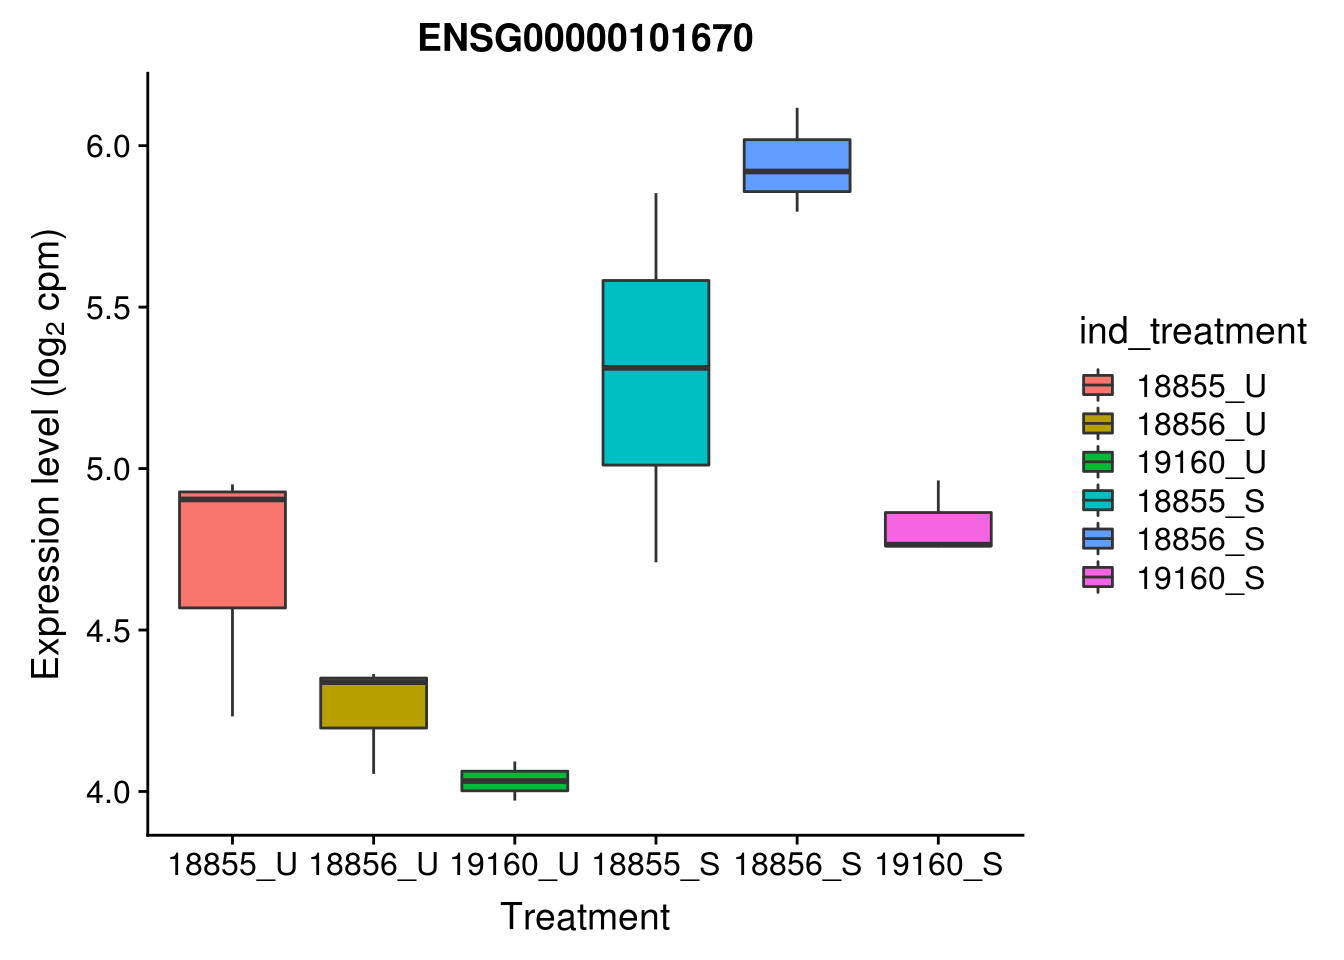 ENSG00000101670
Expression level (log₂ cpm)
6.0
5.5
5.0
4.5
4.0
18855_U 18856_U 19160_U 18855_S 18856_S 19160_S
Treatment
ind_treatment
18855_U
18856_U
19160_U
18855_S
18856_S
19160_S